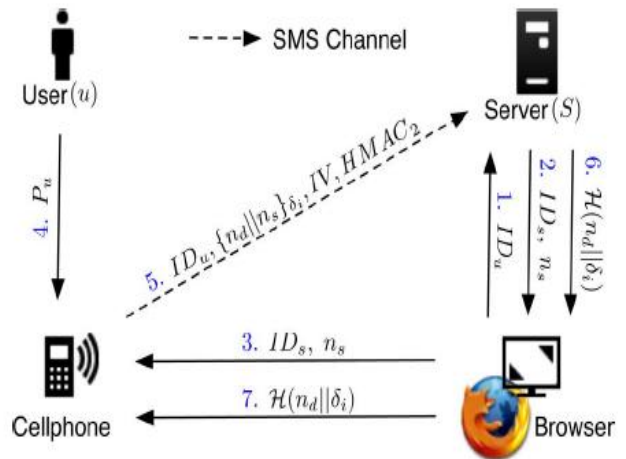 SMS Channel
User(u)
Server(S)
4. P_u
5. ID_u, {n_d||n_s}_δ_i, IV, HMAC_2
1. ID_u
2. ID_s, n_s
6. H(n_d||δ_i)
3. ID_s, n_s
7. H(n_d||δ_i)
Cellphone
Browser